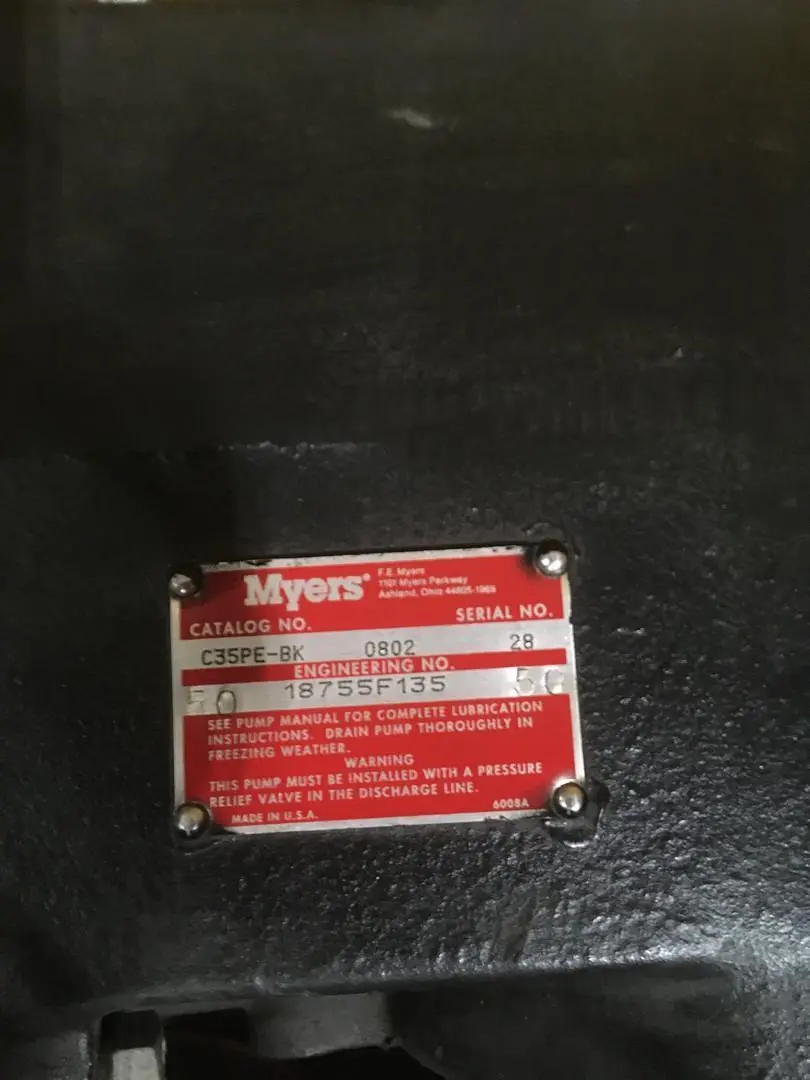 Myers®
F.E. Myers
1101 Myers Parkway
Ashland, Ohio 44805-1969
CATALOG NO. SERIAL NO.
C35PE-BK 0802 28
ENGINEERING NO.
50 18755F135
SEE PUMP MANUAL FOR COMPLETE LUBRICATION
INSTRUCTIONS. DRAIN PUMP THOROUGHLY IN
FREEZING WEATHER.
WARNING
THIS PUMP MUST BE INSTALLED WITH A PRESSURE
RELIEF VALVE IN THE DISCHARGE LINE.
MADE IN U.S.A. 6008A